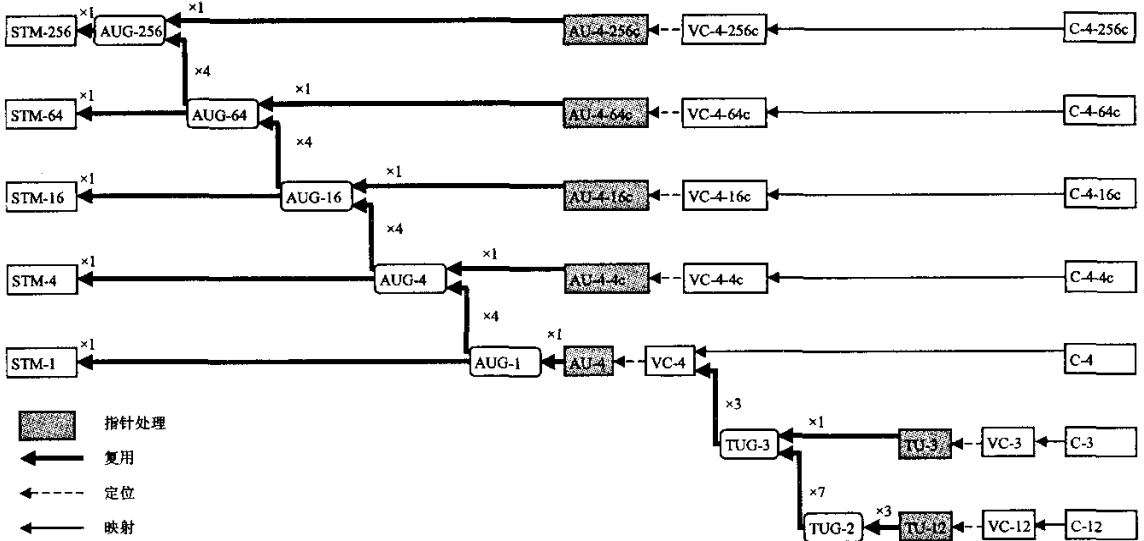 ×1 ×1
STM-256 AUG-256 AU-4-256c VC-4-256c C-4-256c
×4
×1 ×1
STM-64 AUG-64 AU-4-64c VC-4-64c C-4-64c
×4
×1 ×1
STM-16 AUG-16 AU-4-16c VC-4-16c C-4-16c
×4
×1 ×1
STM-4 AUG-4 AU-4-4c VC-4-4c C-4-4c
×4
×1 ×1
STM-1 AUG-1 AU-4 VC-4 C-4
×3
指针处理 ×1
TUG-3 TU-3 VC-3 C-3
复用
定位 ×7
×3
映射 TUG-2 TU-12 VC-12 C-12